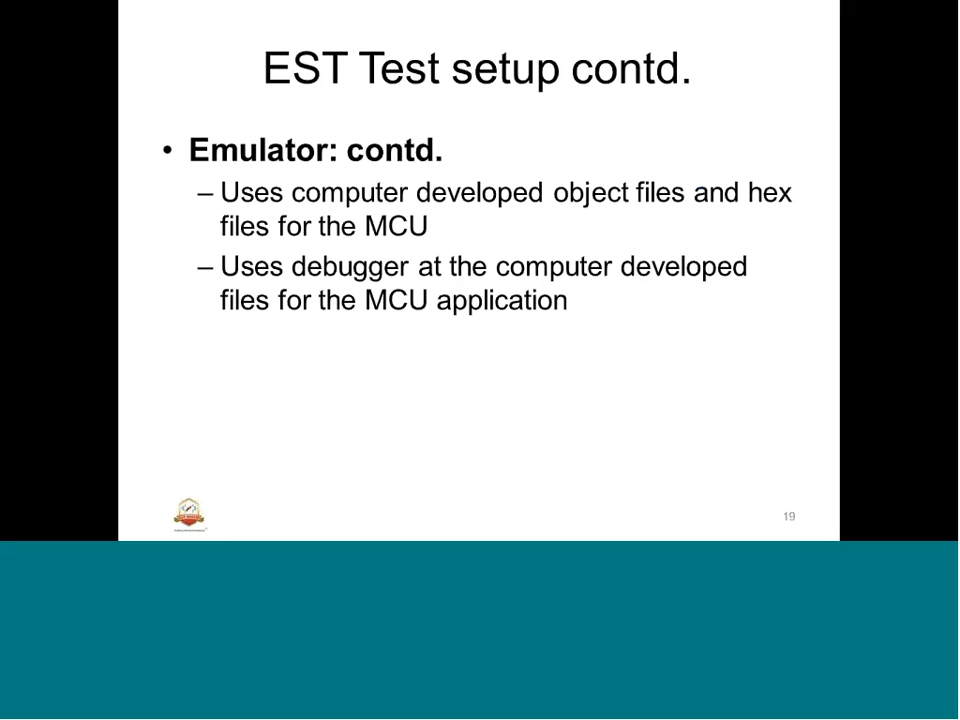 EST Test setup contd.
• Emulator: contd.
– Uses computer developed object files and hex
files for the MCU
– Uses debugger at the computer developed
files for the MCU application
19